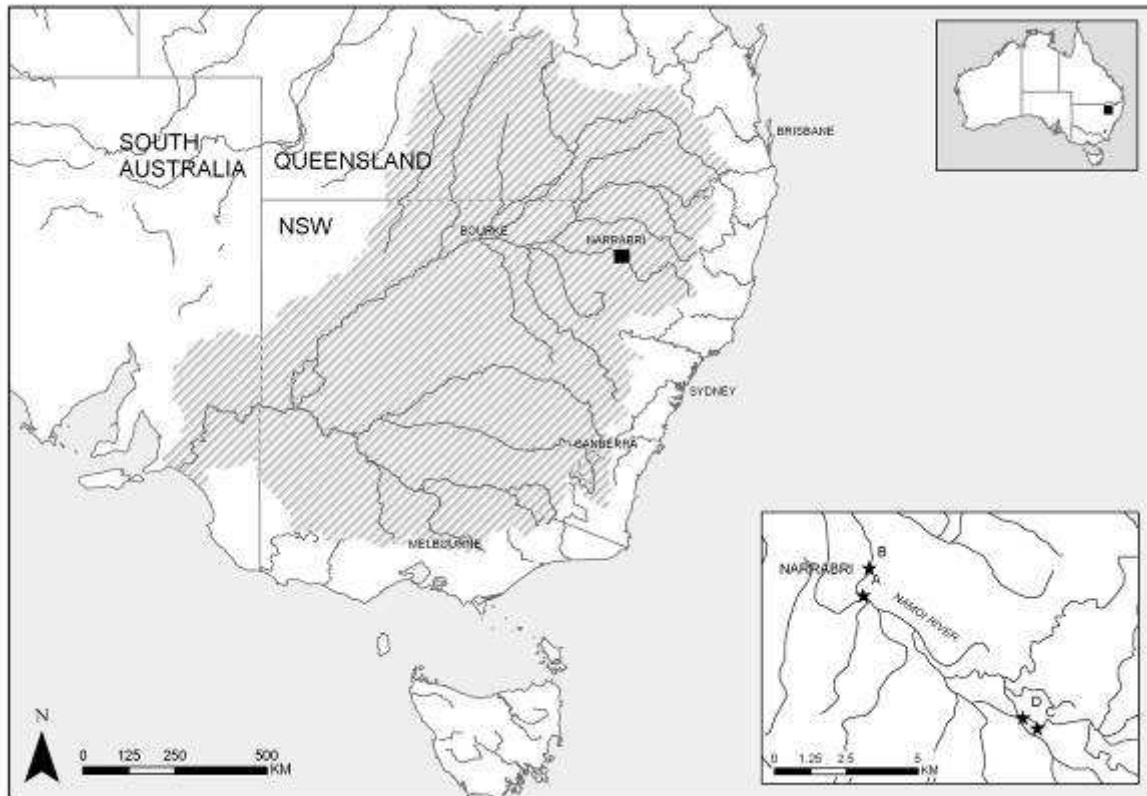 BRISBANE
SOUTH
AUSTRALIA
QUEENSLAND
NSW
BOURKE
NARRABRI
SYDNEY
CANBERRA
MELBOURNE
N
0 125 250 500
KM
B
NARRABRI
A
NAMOI RIVER
D
0 1.25 2.5 5
KM